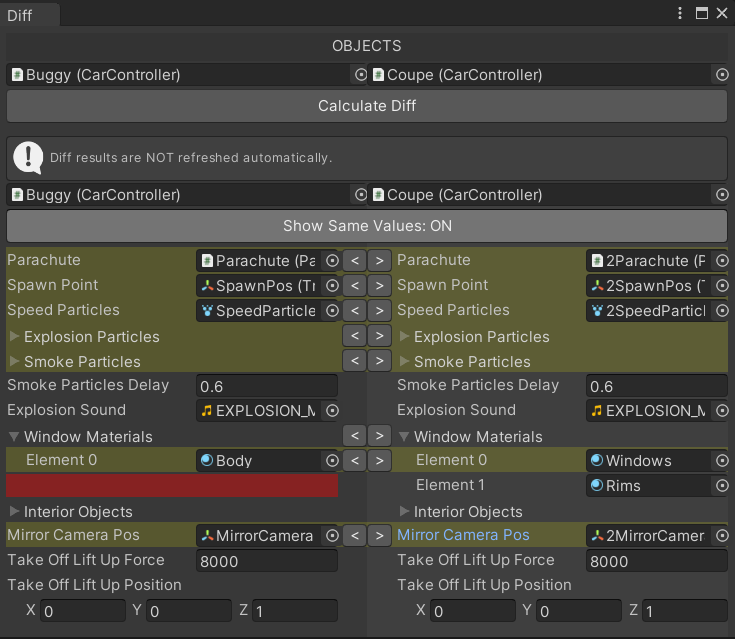 Diff
OBJECTS
Buggy (CarController) Coupe (CarController)
Calculate Diff
Diff results are NOT refreshed automatically.
Buggy (CarController) Coupe (CarController)
Show Same Values: ON
Parachute Parachute (Pa < > Parachute 2Parachute (P
Spawn Point SpawnPos (Tr < > Spawn Point 2SpawnPos (T
Speed Particles SpeedParticle < > Speed Particles 2SpeedParticl
Explosion Particles < > Explosion Particles
Smoke Particles < > Smoke Particles
Smoke Particles Delay 0.6 Smoke Particles Delay 0.6
Explosion Sound EXPLOSION_M Explosion Sound EXPLOSION_M
Window Materials < > Window Materials
Element 0 Body < > Element 0 Windows
Element 1 Rims
Interior Objects Interior Objects
Mirror Camera Pos MirrorCamera < > Mirror Camera Pos 2MirrorCamer
Take Off Lift Up Force 8000 Take Off Lift Up Force 8000
Take Off Lift Up Position Take Off Lift Up Position
X 0 Y 0 Z 1 X 0 Y 0 Z 1